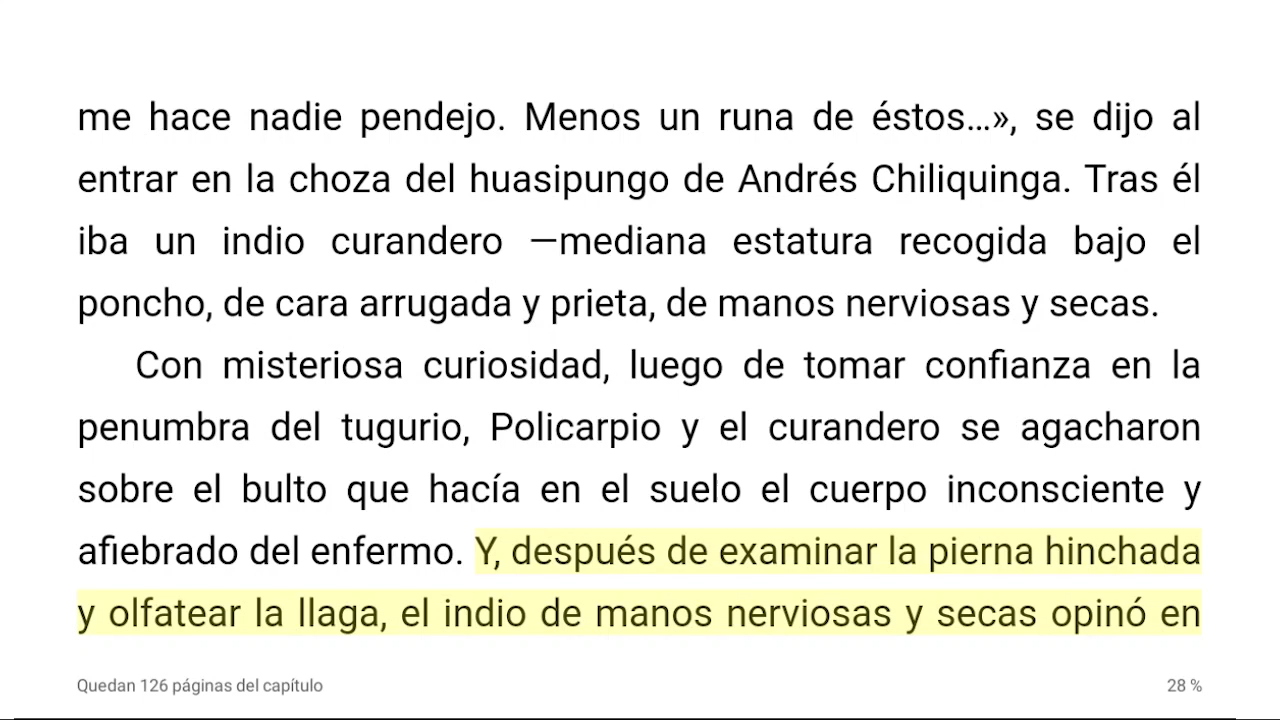 me hace nadie pendejo. Menos un runa de éstos…», se dijo al
entrar en la choza del huasipungo de Andrés Chiliquinga. Tras él
iba un indio curandero —mediana estatura recogida bajo el
poncho, de cara arrugada y prieta, de manos nerviosas y secas.
Con misteriosa curiosidad, luego de tomar confianza en la
penumbra del tugurio, Policarpio y el curandero se agacharon
sobre el bulto que hacía en el suelo el cuerpo inconsciente y
afiebrado del enfermo. Y, después de examinar la pierna hinchada
y olfatear la llaga, el indio de manos nerviosas y secas opinó en
Quedan 126 páginas del capítulo
28 %